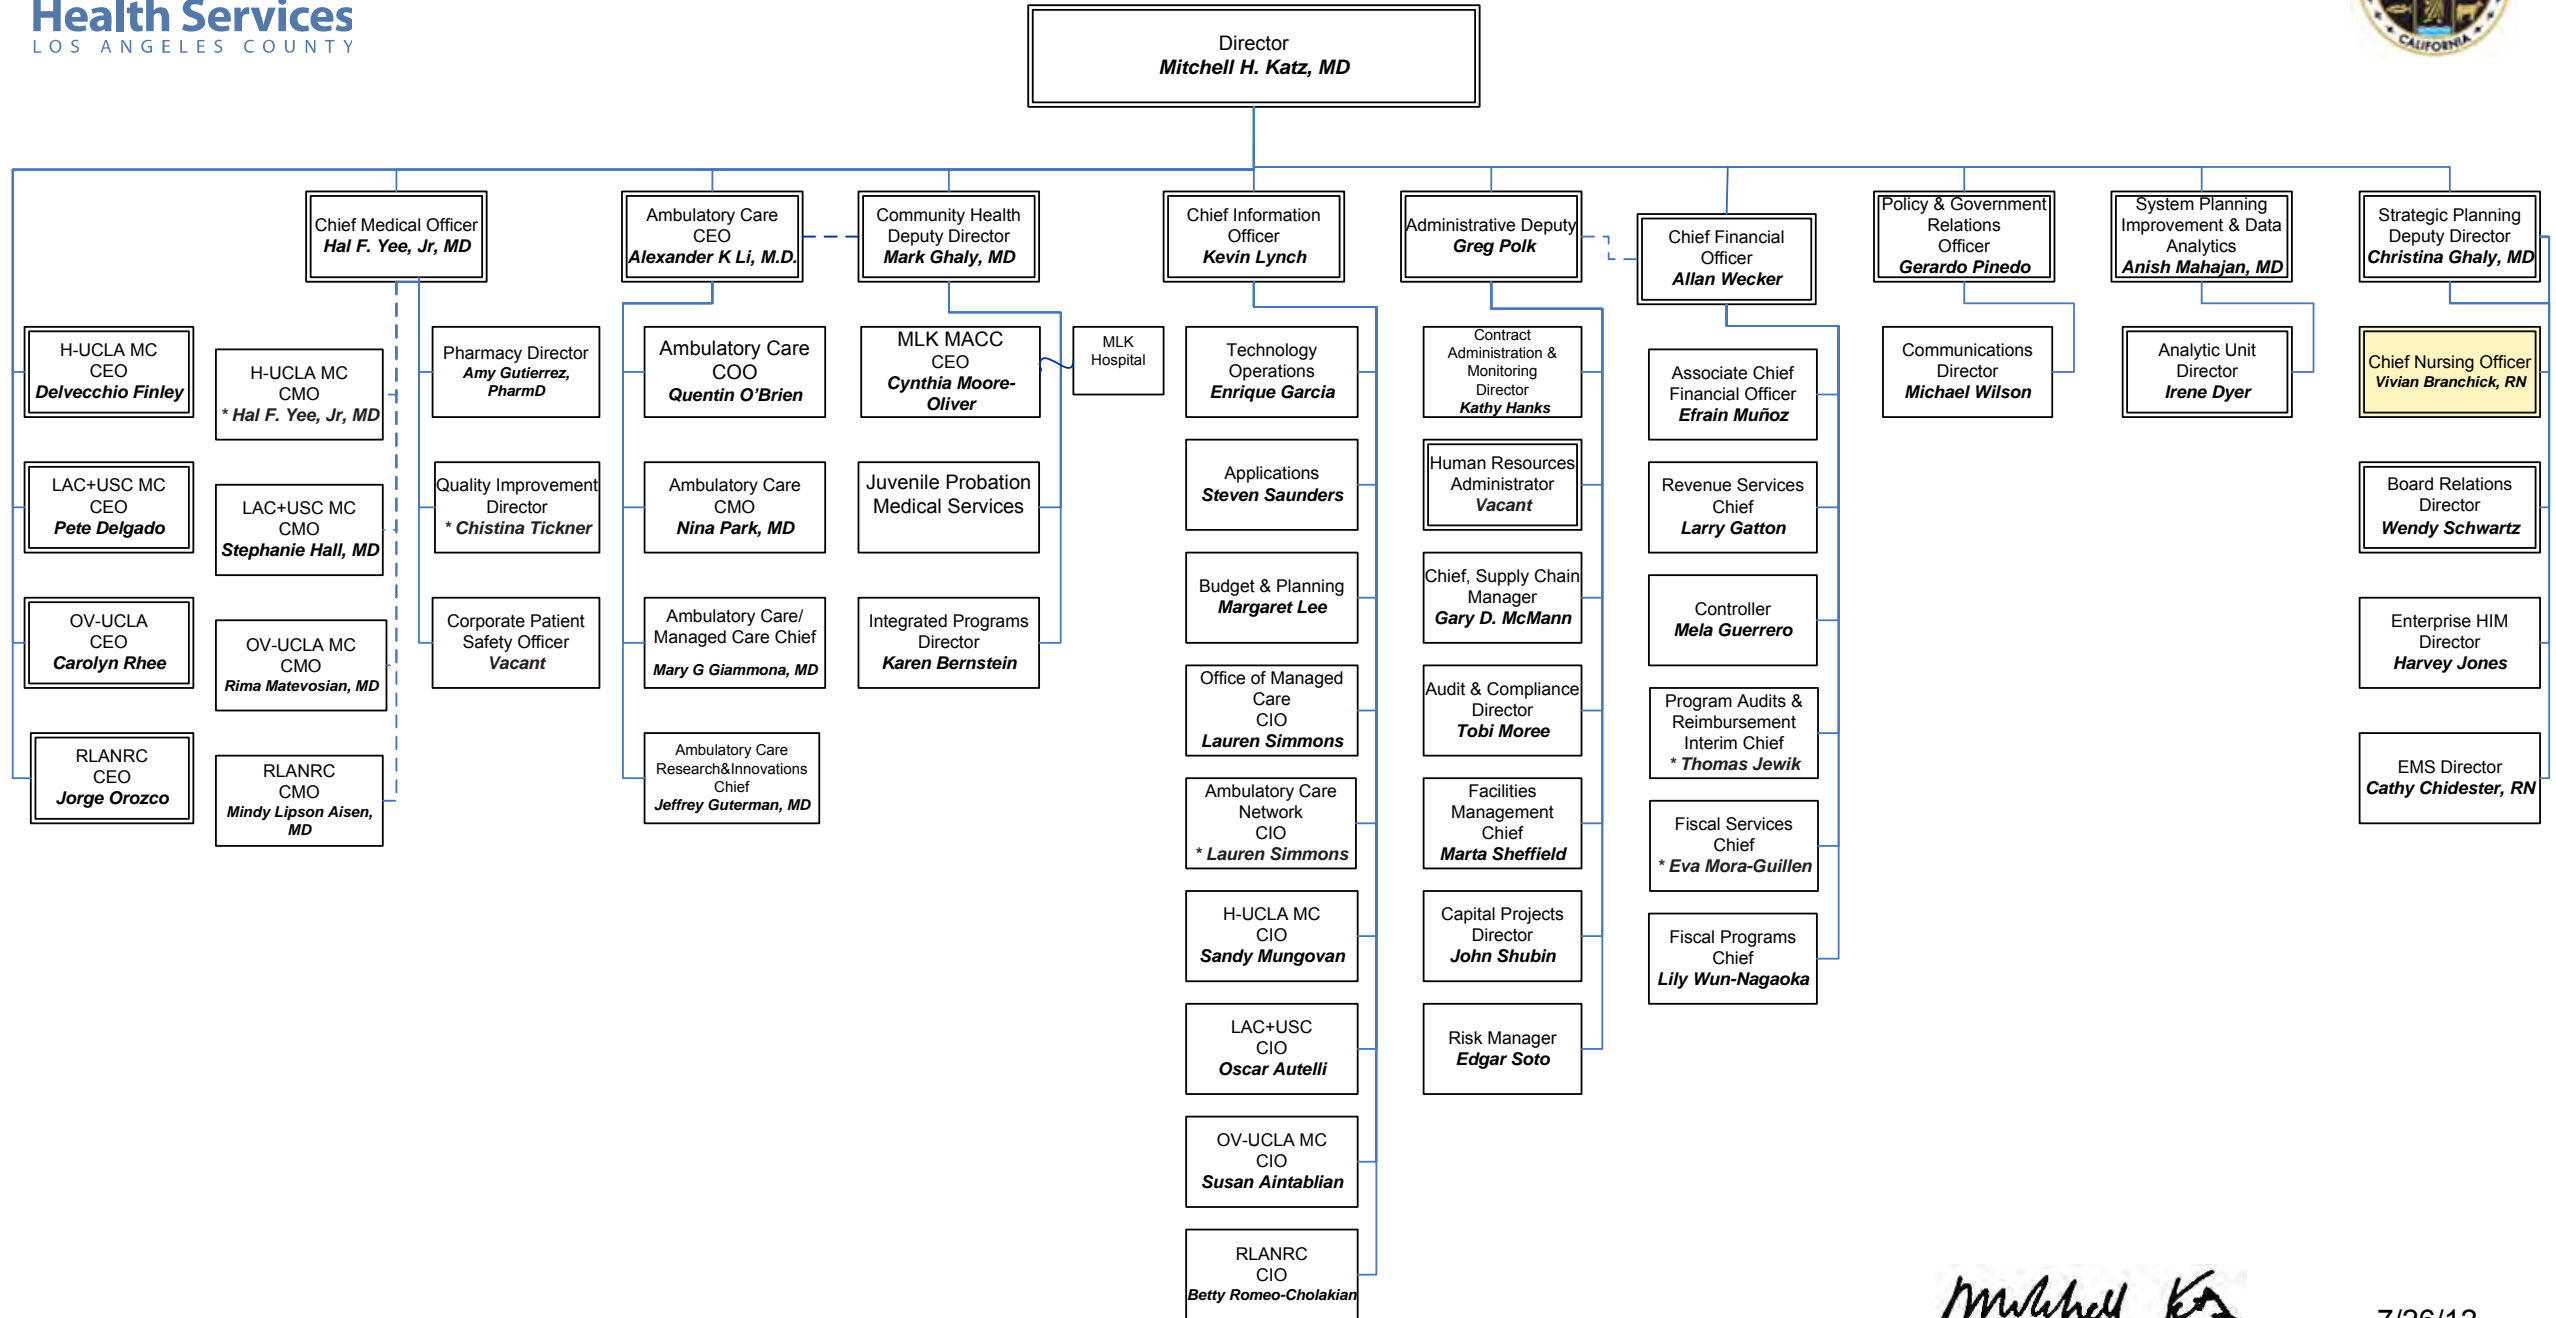 Health Services
LOS ANGELES COUNTY
CALIFORNIA
Director
Mitchell H. Katz, MD
Chief Medical Officer
Hal F. Yee, Jr, MD
Ambulatory Care
CEO
Alexander K Li, M.D.
Community Health
Deputy Director
Mark Ghaly, MD
Chief Information
Officer
Kevin Lynch
Administrative Deputy
Greg Polk
Chief Financial
Officer
Allan Wecker
Policy & Government
Relations
Officer
Gerardo Pinedo
System Planning
Improvement & Data
Analytics
Anish Mahajan, MD
Strategic Planning
Deputy Director
Christina Ghaly, MD
H-UCLA MC
CEO
Delvecchio Finley
LAC+USC MC
CEO
Pete Delgado
OV-UCLA
CEO
Carolyn Rhee
RLANRC
CEO
Jorge Orozco
H-UCLA MC
CMO
* Hal F. Yee, Jr, MD
LAC+USC MC
CMO
Stephanie Hall, MD
OV-UCLA MC
CMO
Rima Matevosian, MD
RLANRC
CMO
Mindy Lipson Aisen,
MD
Pharmacy Director
Amy Gutierrez,
PharmD
Quality Improvement
Director
* Chistina Tickner
Corporate Patient
Safety Officer
Vacant
Ambulatory Care
COO
Quentin O'Brien
Ambulatory Care
CMO
Nina Park, MD
Ambulatory Care/
Managed Care Chief
Mary G Giammona, MD
Ambulatory Care
Research&Innovations
Chief
Jeffrey Guterman, MD
MLK MACC
CEO
Cynthia Moore-
Oliver
MLK
Hospital
Juvenile Probation
Medical Services
Integrated Programs
Director
Karen Bernstein
Technology
Operations
Enrique Garcia
Applications
Steven Saunders
Budget & Planning
Margaret Lee
Office of Managed
Care
CIO
Lauren Simmons
Ambulatory Care
Network
CIO
* Lauren Simmons
H-UCLA MC
CIO
Sandy Mungovan
LAC+USC
CIO
Oscar Autelli
OV-UCLA MC
CIO
Susan Aintablian
RLANRC
CIO
Betty Romeo-Cholakian
Contract
Administration &
Monitoring
Director
Kathy Hanks
Human Resources
Administrator
Vacant
Chief, Supply Chain
Manager
Gary D. McMann
Audit & Compliance
Director
Tobi Moree
Facilities
Management
Chief
Marta Sheffield
Capital Projects
Director
John Shubin
Risk Manager
Edgar Soto
Associate Chief
Financial Officer
Efrain Muñoz
Revenue Services
Chief
Larry Gatton
Controller
Mela Guerrero
Program Audits &
Reimbursement
Interim Chief
* Thomas Jewik
Fiscal Services
Chief
* Eva Mora-Guillen
Fiscal Programs
Chief
Lily Wun-Nagaoka
Communications
Director
Michael Wilson
Analytic Unit
Director
Irene Dyer
Chief Nursing Officer
Vivian Branchick, RN
Board Relations
Director
Wendy Schwartz
Enterprise HIM
Director
Harvey Jones
EMS Director
Cathy Chidester, RN